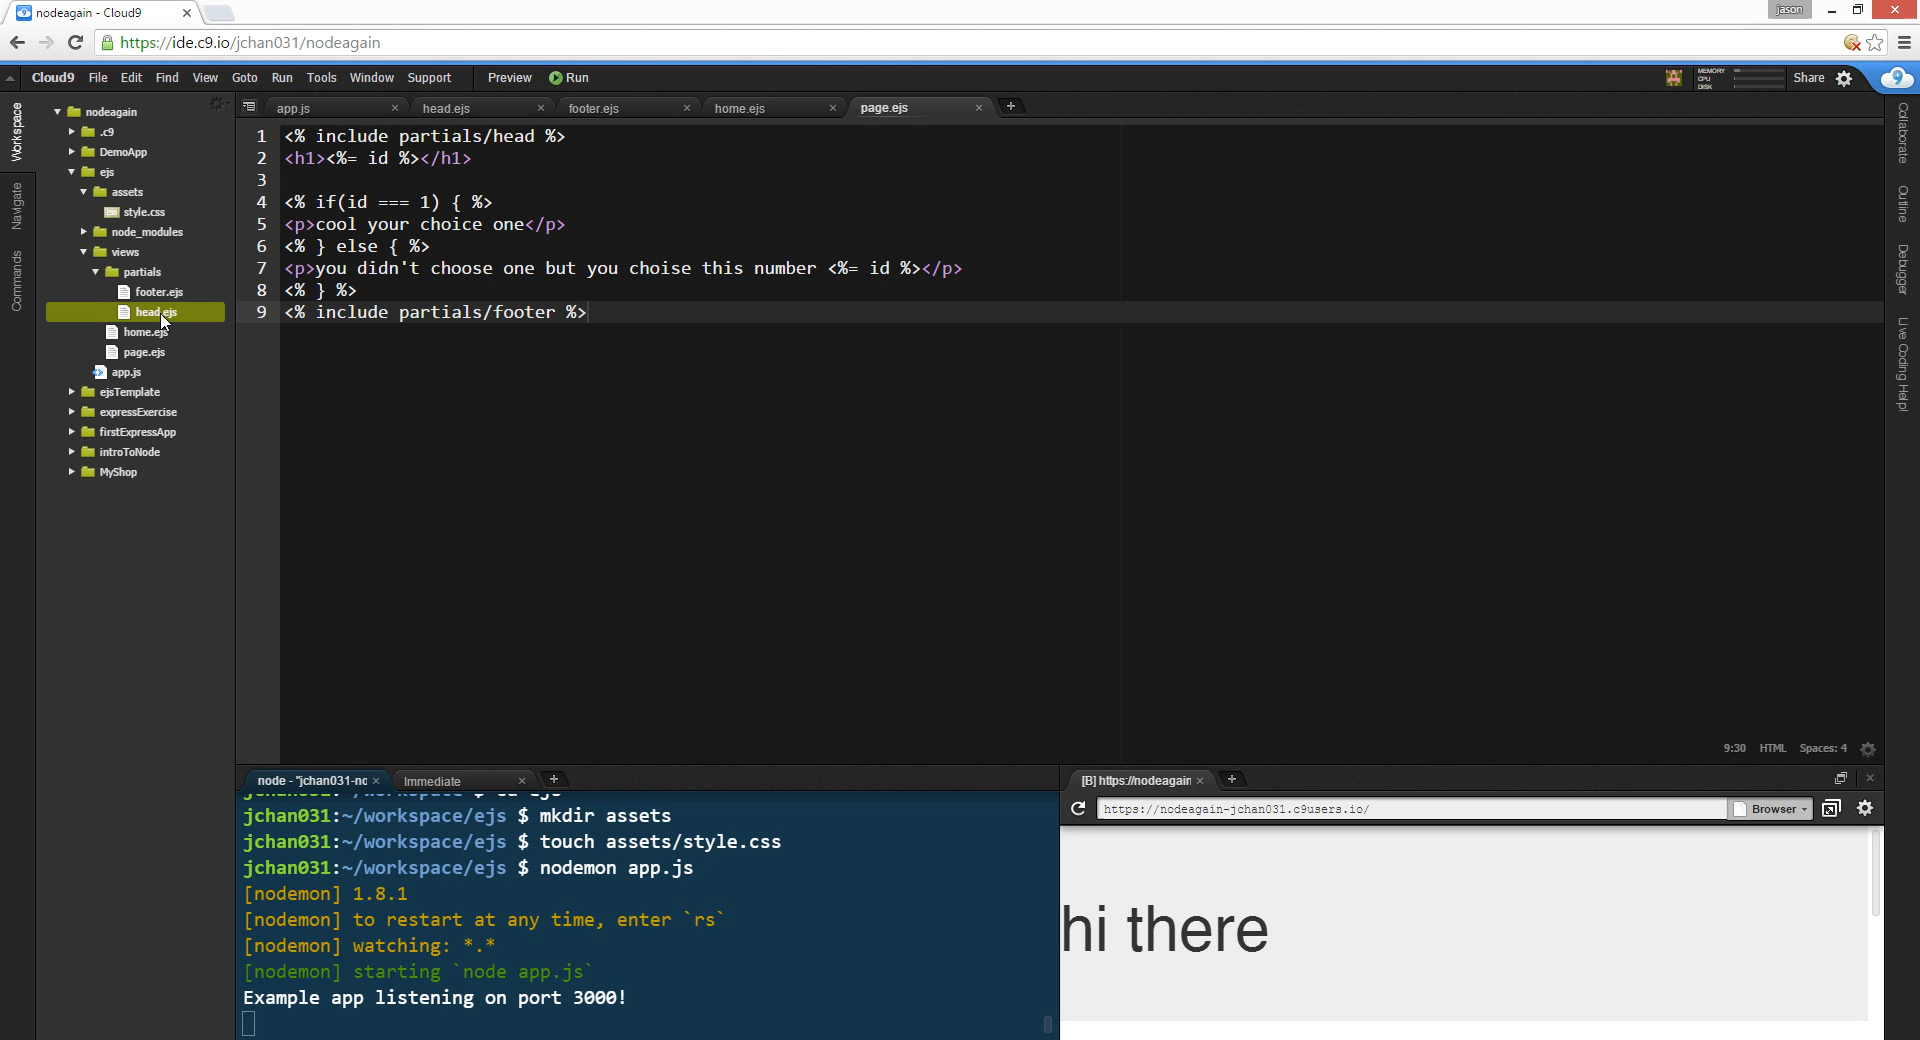 nodeagain - Cloud9
jason
https://ide.c9.io/jchan031/nodeagain
Cloud9 File Edit Find View Goto Run Tools Window Support Preview Run
MEMORY
CPU
DISK
Share
Workspace
Navigate
Commands
nodeagain
.c9
DemoApp
ejs
assets
style.css
node_modules
views
partials
footer.ejs
head.ejs
home.ejs
page.ejs
app.js
ejsTemplate
expressExercise
firstExpressApp
introToNode
MyShop
app.js head.ejs footer.ejs home.ejs page.ejs
1 <% include partials/head %>
2 <h1><%= id %></h1>
3
4 <% if(id === 1) { %>
5 <p>cool your choice one</p>
6 <% } else { %>
7 <p>you didn't choose one but you choise this number <%= id %></p>
8 <% } %>
9 <% include partials/footer %>
9:30 HTML Spaces: 4
Collaborate
Outline
Debugger
Live Coding Help!
node - "jchan031-no Immediate
jchan031:~/workspace $ cd ejs
jchan031:~/workspace/ejs $ mkdir assets
jchan031:~/workspace/ejs $ touch assets/style.css
jchan031:~/workspace/ejs $ nodemon app.js
[nodemon] 1.8.1
[nodemon] to restart at any time, enter `rs`
[nodemon] watching: *.*
[nodemon] starting `node app.js`
Example app listening on port 3000!
[B] https://nodeagain
https://nodeagain-jchan031.c9users.io/
Browser
hi there